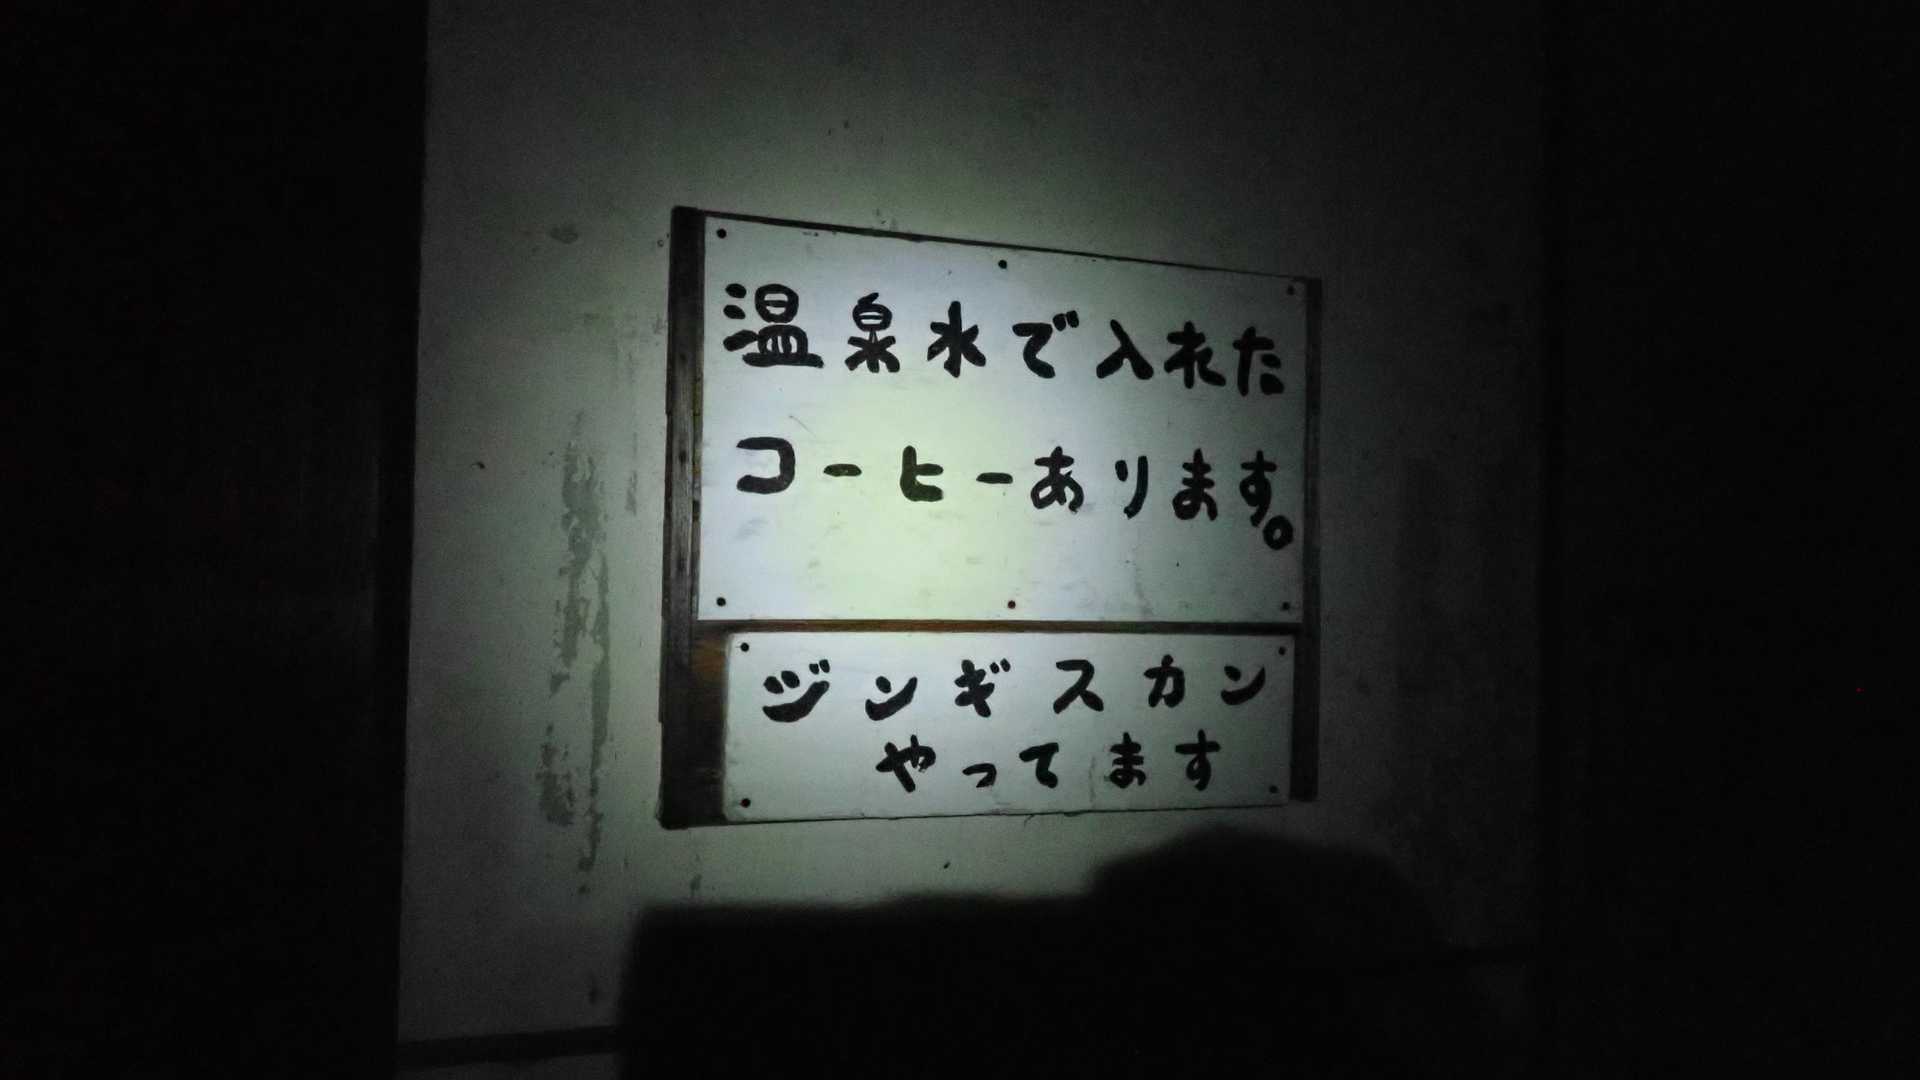 温泉水で入れた
コーヒーあります。
ジンギスカン
やってます